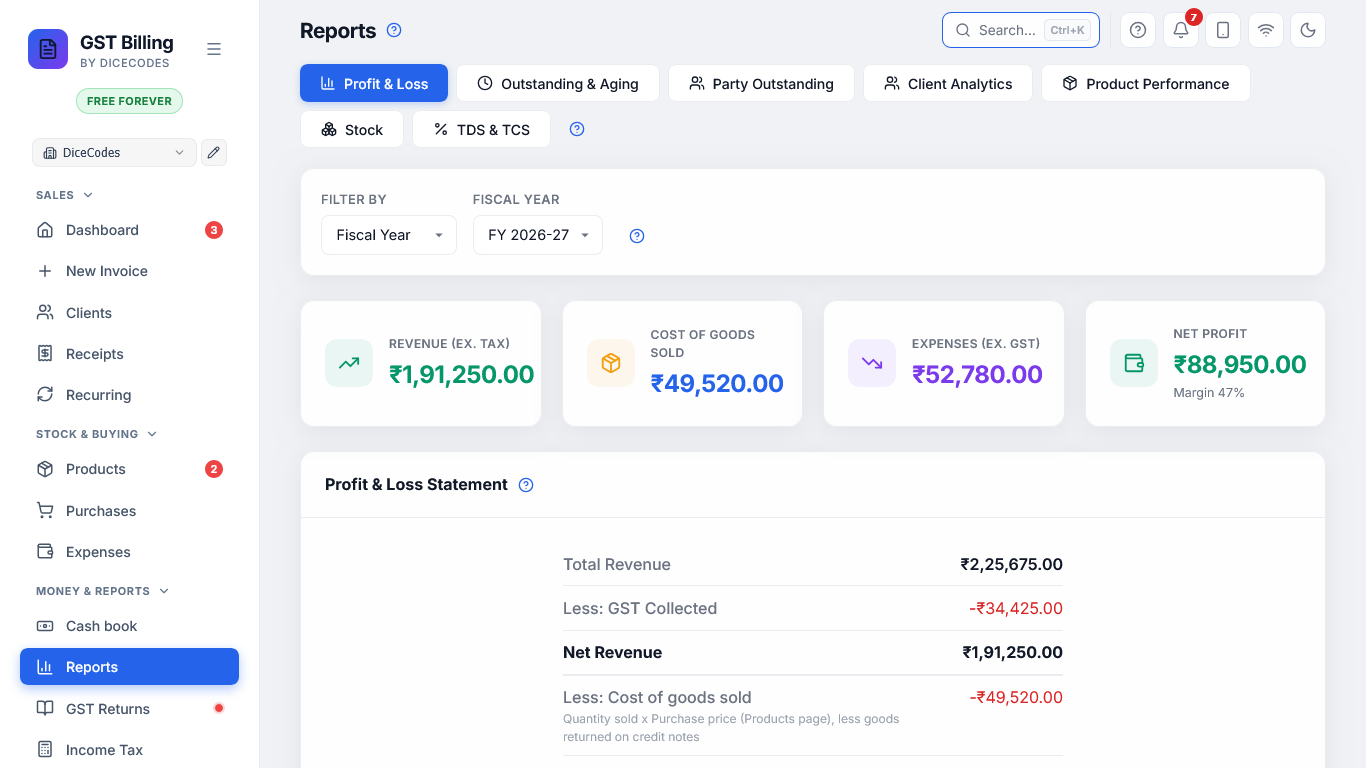 GST Billing
BY DICECODES
FREE FOREVER
DiceCodes
SALES
Dashboard 3
New Invoice
Clients
Receipts
Recurring
STOCK & BUYING
Products 2
Purchases
Expenses
MONEY & REPORTS
Cash book
Reports
GST Returns
Income Tax
Reports
Search... Ctrl+K
7
Profit & Loss
Outstanding & Aging
Party Outstanding
Client Analytics
Product Performance
Stock
TDS & TCS
FILTER BY
Fiscal Year
FISCAL YEAR
FY 2026-27
REVENUE (EX. TAX)
₹1,91,250.00
COST OF GOODS
SOLD
₹49,520.00
EXPENSES (EX. GST)
₹52,780.00
NET PROFIT
₹88,950.00
Margin 47%
Profit & Loss Statement
Total Revenue ₹2,25,675.00
Less: GST Collected -₹34,425.00
Net Revenue ₹1,91,250.00
Less: Cost of goods sold -₹49,520.00
Quantity sold x Purchase price (Products page), less goods
returned on credit notes